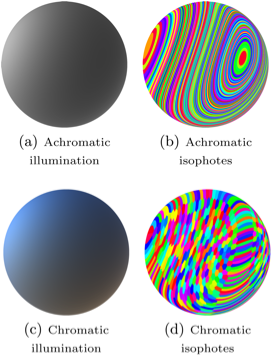 (a) Achromatic
illumination
(b) Achromatic
isophotes
(c) Chromatic
illumination
(d) Chromatic
isophotes